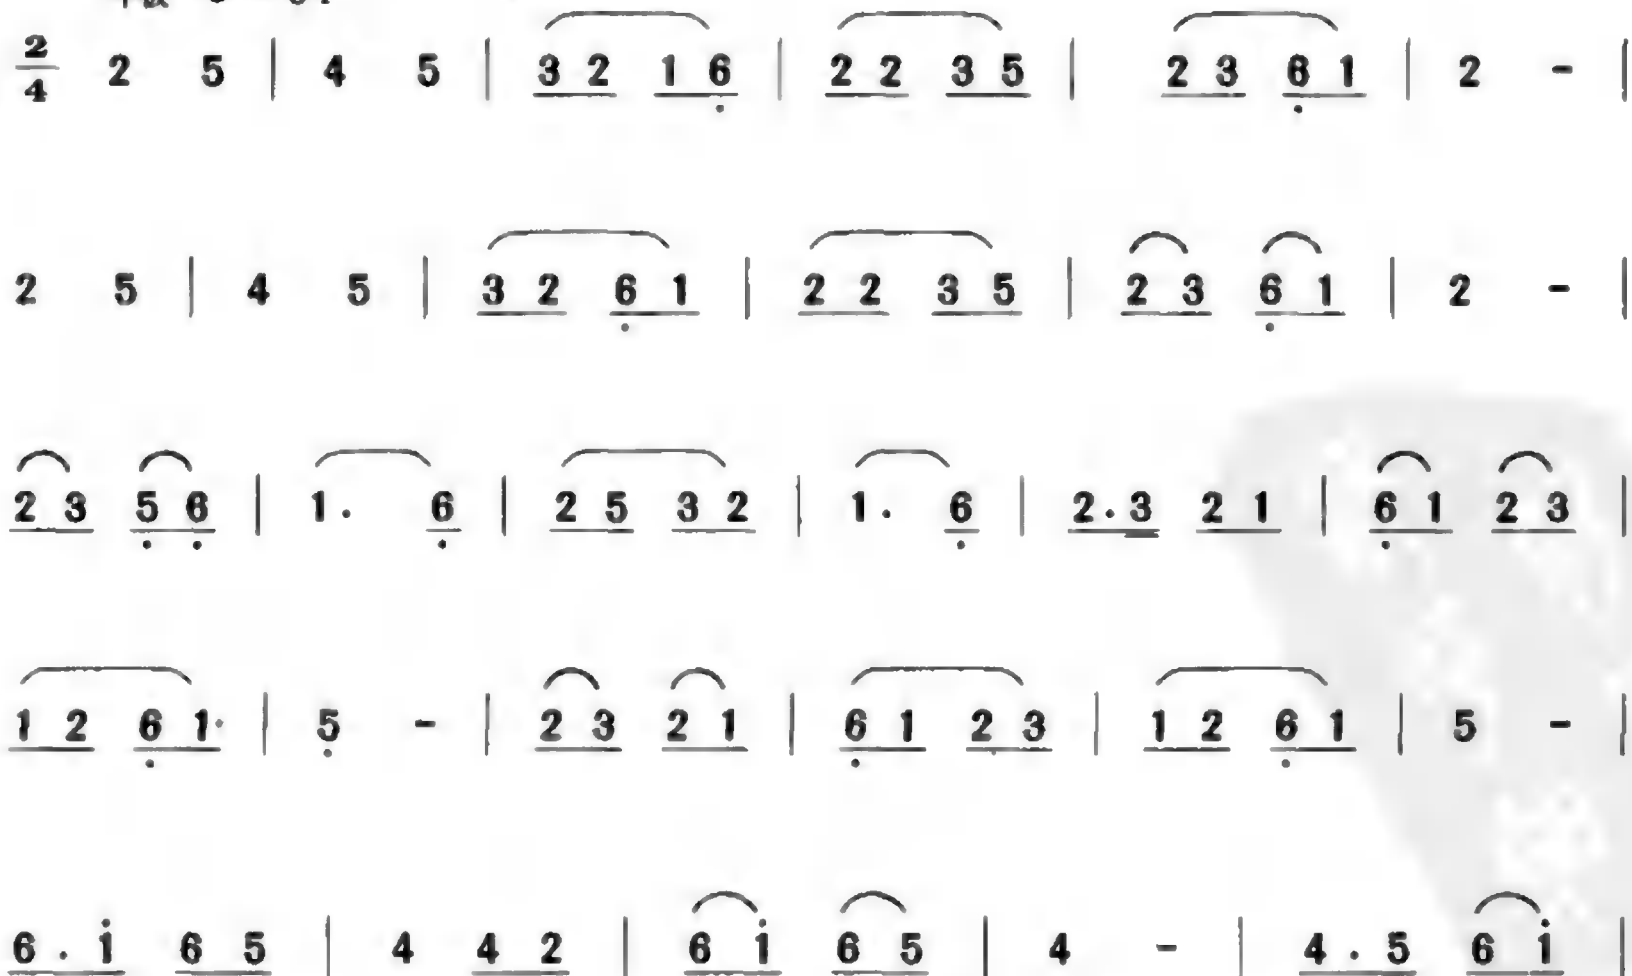 2/4 2 5 | 4 5 | 3 2 1 6̣ | 2 2 3 5 | 2 3 6̣ 1 | 2 - |
2 5 | 4 5 | 3 2 6̣ 1 | 2 2 3 5 | 2 3 6̣ 1 | 2 - |
2 3 5̣ 6̣ | 1. 6̣ | 2 5 3 2 | 1. 6̣ | 2.3 2 1 | 6̣ 1 2 3 |
1 2 6̣ 1 | 5̣ - | 2 3 2 1 | 6̣ 1 2 3 | 1 2 6̣ 1 | 5 - |
6 . i 6 5 | 4 4 2 | 6 i 6 5 | 4 - | 4 . 5 6 i |